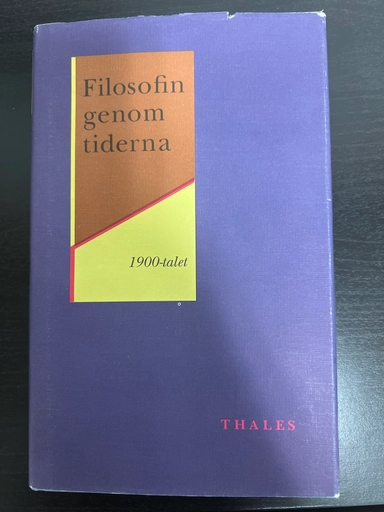 Filosofin
genom
tiderna
1900-talet
THALES